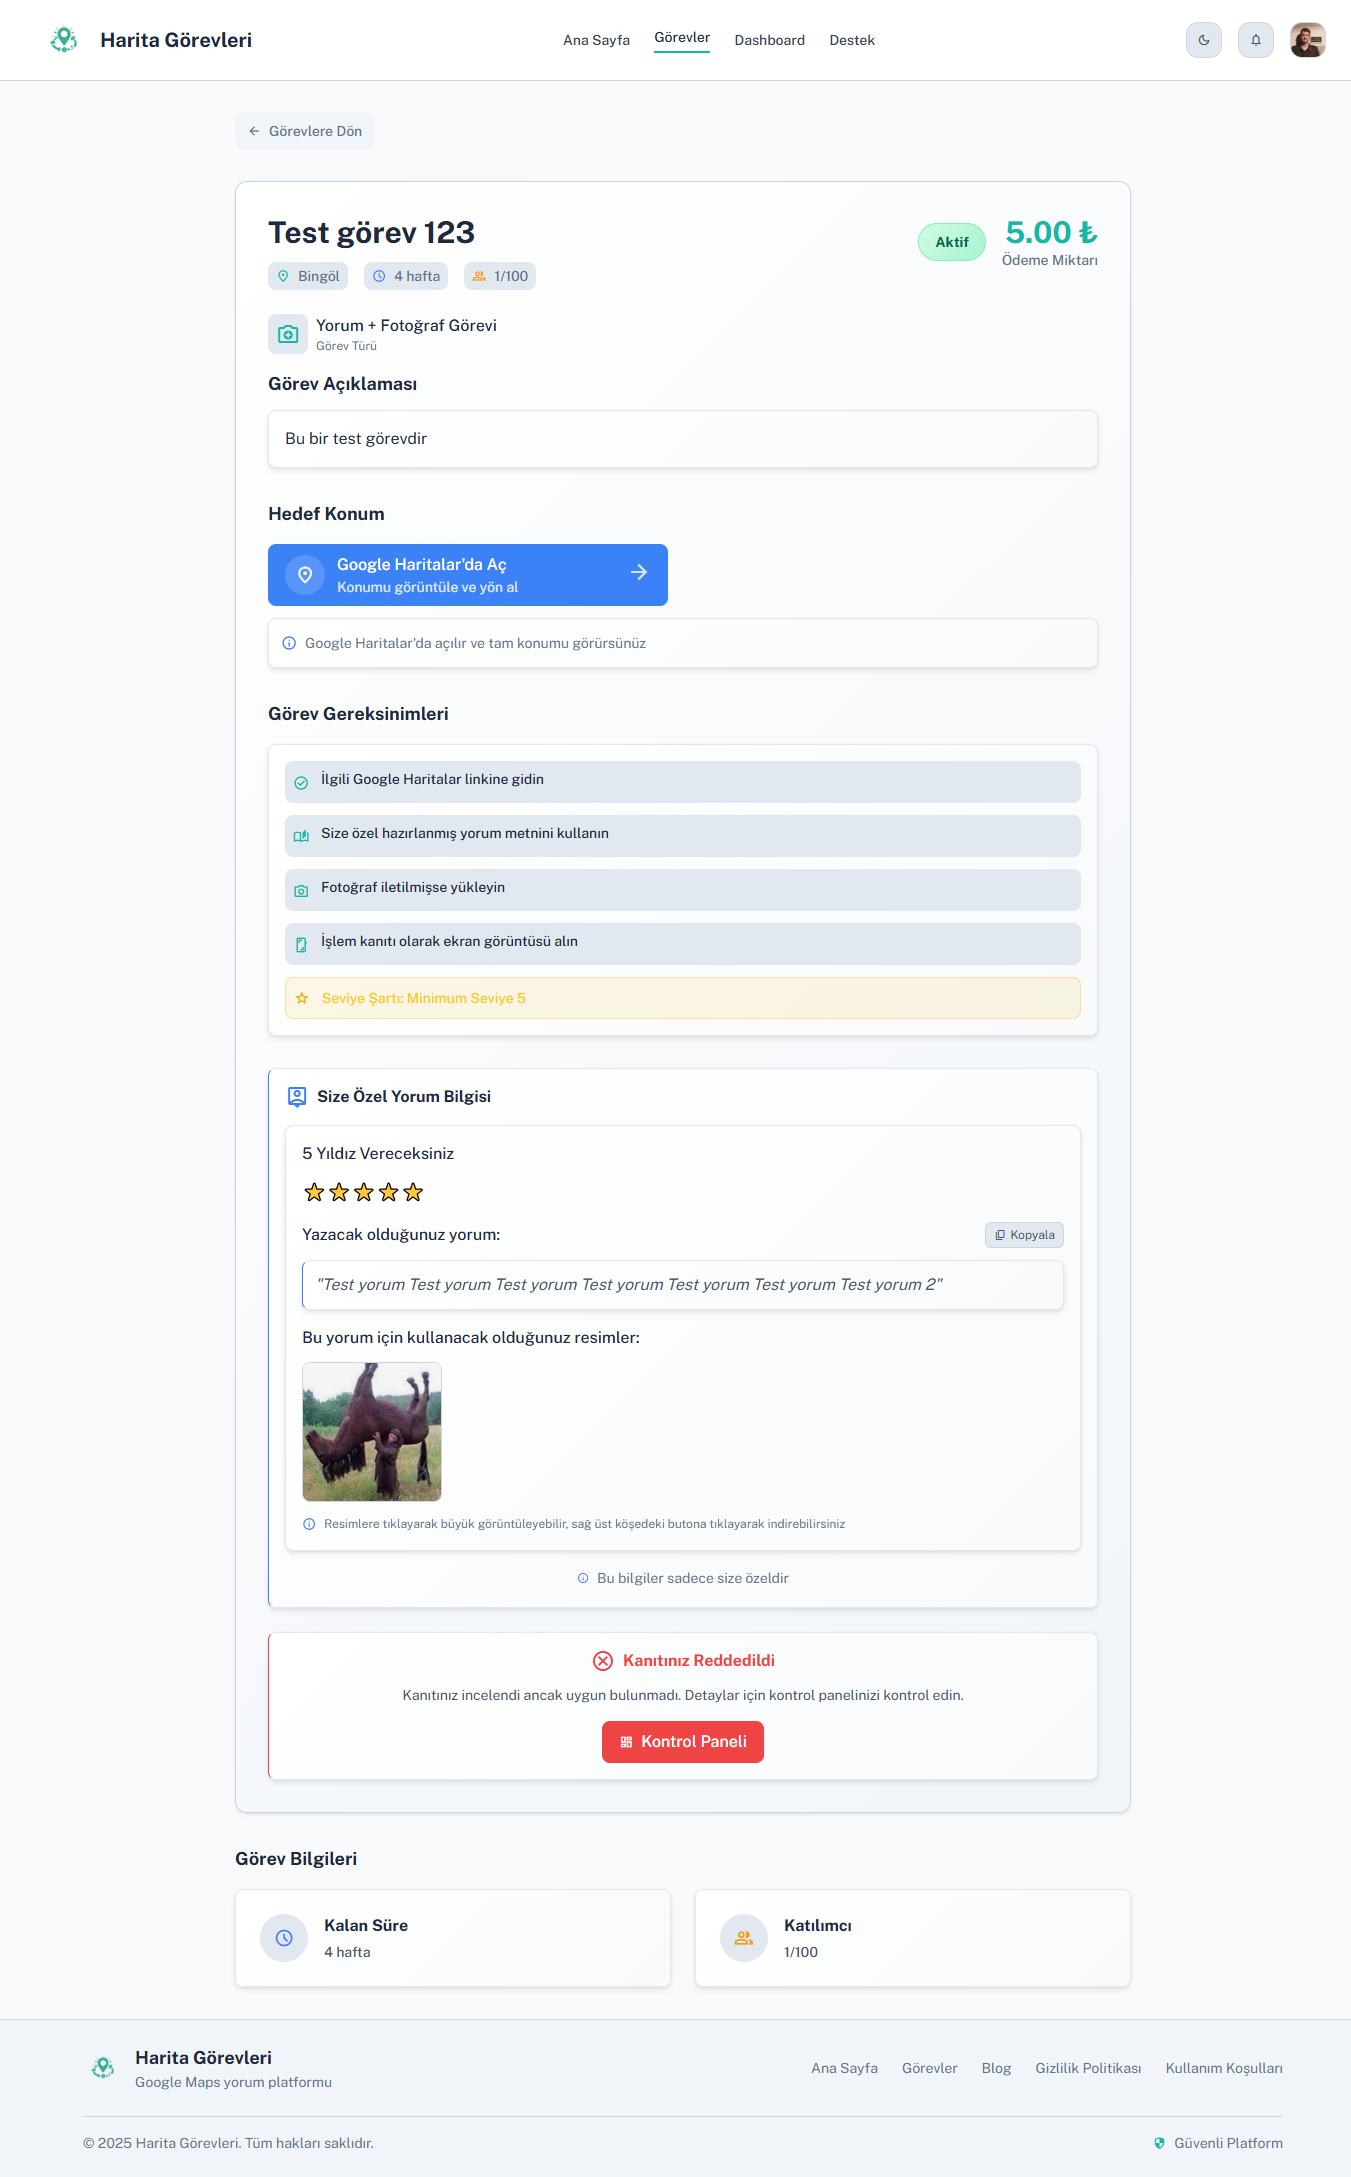 Harita Görevleri
Ana Sayfa
Görevler
Dashboard
Destek
Görevlere Dön
Test görev 123
Aktif
5.00 ₺
Ödeme Miktarı
Bingöl
4 hafta
1/100
Yorum + Fotoğraf Görevi
Görev Türü
Görev Açıklaması
Bu bir test görevdir
Hedef Konum
Google Haritalar'da Aç
Konumu görüntüle ve yön al
Google Haritalar'da açılır ve tam konumu görürsünüz
Görev Gereksinimleri
İlgili Google Haritalar linkine gidin
Size özel hazırlanmış yorum metnini kullanın
Fotoğraf iletilmişse yükleyin
İşlem kanıtı olarak ekran görüntüsü alın
Seviye Şartı: Minimum Seviye 5
Size Özel Yorum Bilgisi
5 Yıldız Vereceksiniz
Yazacak olduğunuz yorum:
Kopyala
"Test yorum Test yorum Test yorum Test yorum Test yorum Test yorum Test yorum 2"
Bu yorum için kullanacak olduğunuz resimler:
Resimlere tıklayarak büyük görüntüleyebilir, sağ üst köşedeki butona tıklayarak indirebilirsiniz
Bu bilgiler sadece size özeldir
Kanıtınız Reddedildi
Kanıtınız incelendi ancak uygun bulunmadı. Detaylar için kontrol panelinizi kontrol edin.
Kontrol Paneli
Görev Bilgileri
Kalan Süre
4 hafta
Katılımcı
1/100
Harita Görevleri
Google Maps yorum platformu
Ana Sayfa
Görevler
Blog
Gizlilik Politikası
Kullanım Koşulları
© 2025 Harita Görevleri. Tüm hakları saklıdır.
Güvenli Platform